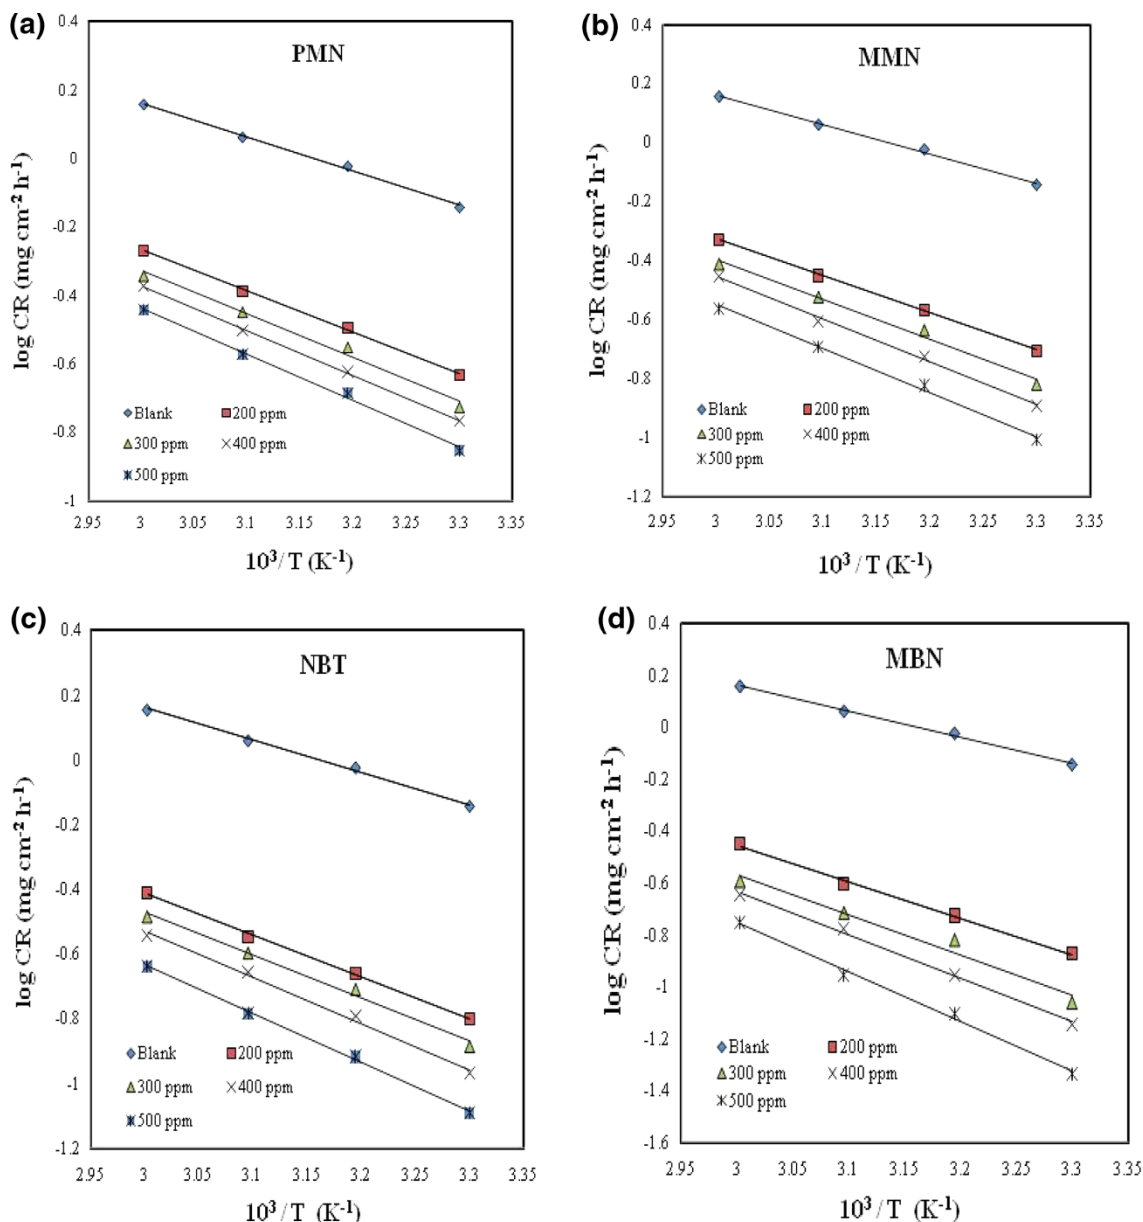 (a)
PMN
0.4
0.2
0
-0.2
-0.4
-0.6
-0.8
-1
log CR (mg cm⁻² h⁻¹)
Blank 200 ppm
300 ppm 400 ppm
500 ppm
2.95 3 3.05 3.1 3.15 3.2 3.25 3.3 3.35
10³/ T (K⁻¹)
(b)
MMN
0.4
0.2
0
-0.2
-0.4
-0.6
-0.8
-1
-1.2
log CR (mg cm⁻² h⁻¹)
Blank 200 ppm
300 ppm 400 ppm
500 ppm
2.95 3 3.05 3.1 3.15 3.2 3.25 3.3 3.35
10³ / T (K⁻¹)
(c)
NBT
0.4
0.2
0
-0.2
-0.4
-0.6
-0.8
-1
-1.2
log CR (mg cm⁻² h⁻¹)
Blank 200 ppm
300 ppm 400 ppm
500 ppm
2.95 3 3.05 3.1 3.15 3.2 3.25 3.3 3.35
10³ /T (K⁻¹)
(d)
MBN
0.4
0.2
0
-0.2
-0.4
-0.6
-0.8
-1
-1.2
-1.4
-1.6
log CR (mg cm⁻² h⁻¹)
Blank 200 ppm
300 ppm 400 ppm
500 ppm
2.95 3 3.05 3.1 3.15 3.2 3.25 3.3 3.35
10³ /T (K⁻¹)